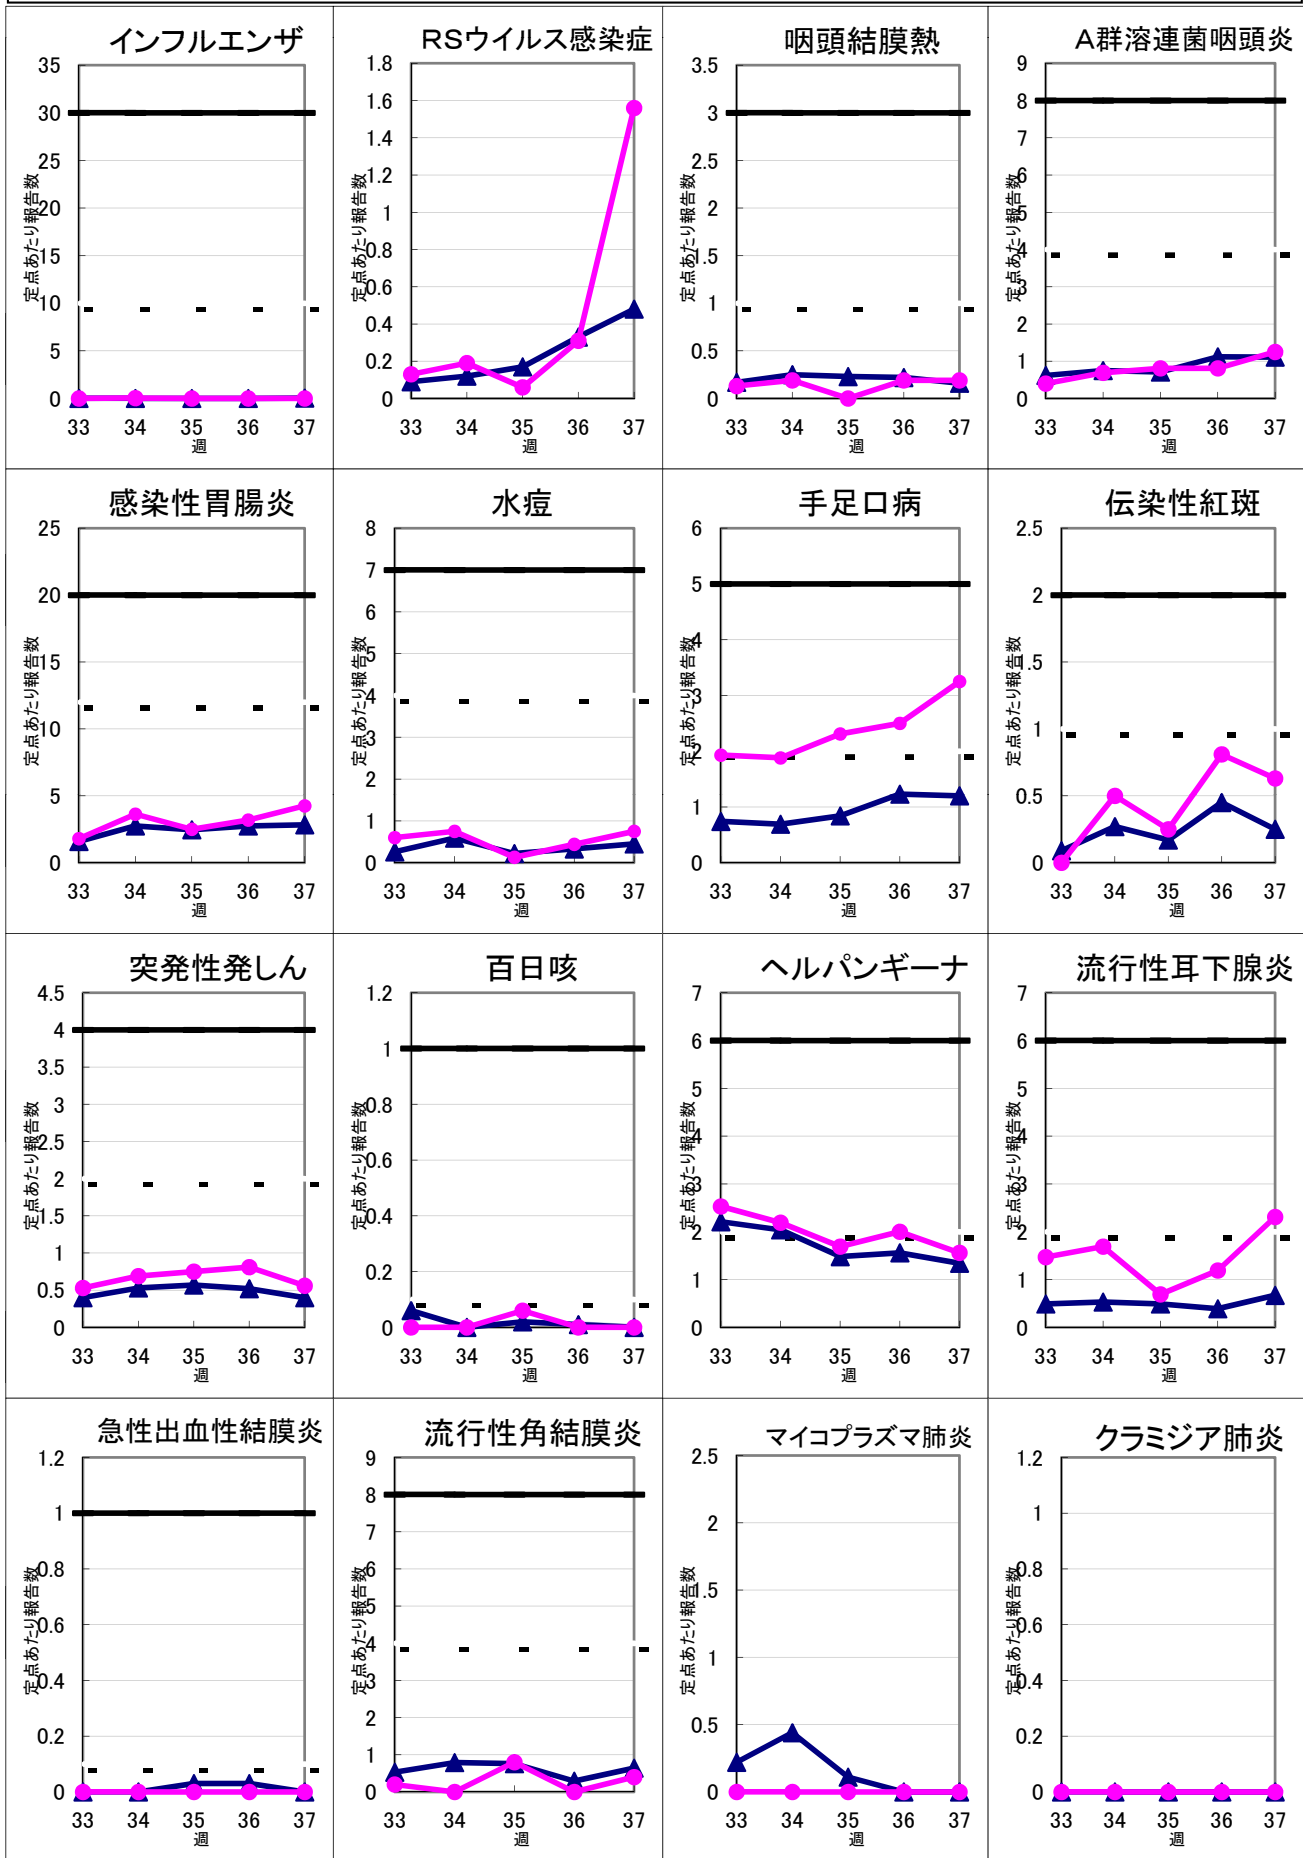 インフルエンザ
35
30
25
20
15
10
5
0
定点あたり報告数
33 34 35 36 37
週
RSウイルス感染症
1.8
1.6
1.4
1.2
1
0.8
0.6
0.4
0.2
0
定点あたり報告数
33 34 35 36 37
週
咽頭結膜熱
3.5
3
2.5
2
1.5
1
0.5
0
定点あたり報告数
33 34 35 36 37
週
A群溶連菌咽頭炎
9
8
7
6
5
4
3
2
1
0
定点あたり報告数
33 34 35 36 37
週
感染性胃腸炎
25
20
15
10
5
0
定点あたり報告数
33 34 35 36 37
週
水痘
8
7
6
5
4
3
2
1
0
定点あたり報告数
33 34 35 36 37
週
手足口病
6
5
4
3
2
1
0
定点あたり報告数
33 34 35 36 37
週
伝染性紅斑
2.5
2
1.5
1
0.5
0
定点あたり報告数
33 34 35 36 37
週
突発性発しん
4.5
4
3.5
3
2.5
2
1.5
1
0.5
0
定点あたり報告数
33 34 35 36 37
週
百日咳
1.2
1
0.8
0.6
0.4
0.2
0
定点あたり報告数
33 34 35 36 37
週
ヘルパンギーナ
7
6
5
4
3
2
1
0
定点あたり報告数
33 34 35 36 37
週
流行性耳下腺炎
7
6
5
4
3
2
1
0
定点あたり報告数
33 34 35 36 37
週
急性出血性結膜炎
1.2
1
0.8
0.6
0.4
0.2
0
定点あたり報告数
33 34 35 36 37
週
流行性角結膜炎
9
8
7
6
5
4
3
2
1
0
定点あたり報告数
33 34 35 36 37
週
マイコプラズマ肺炎
2.5
2
1.5
1
0.5
0
定点あたり報告数
33 34 35 36 37
週
クラミジア肺炎
1.2
1
0.8
0.6
0.4
0.2
0
定点あたり報告数
33 34 35 36 37
週